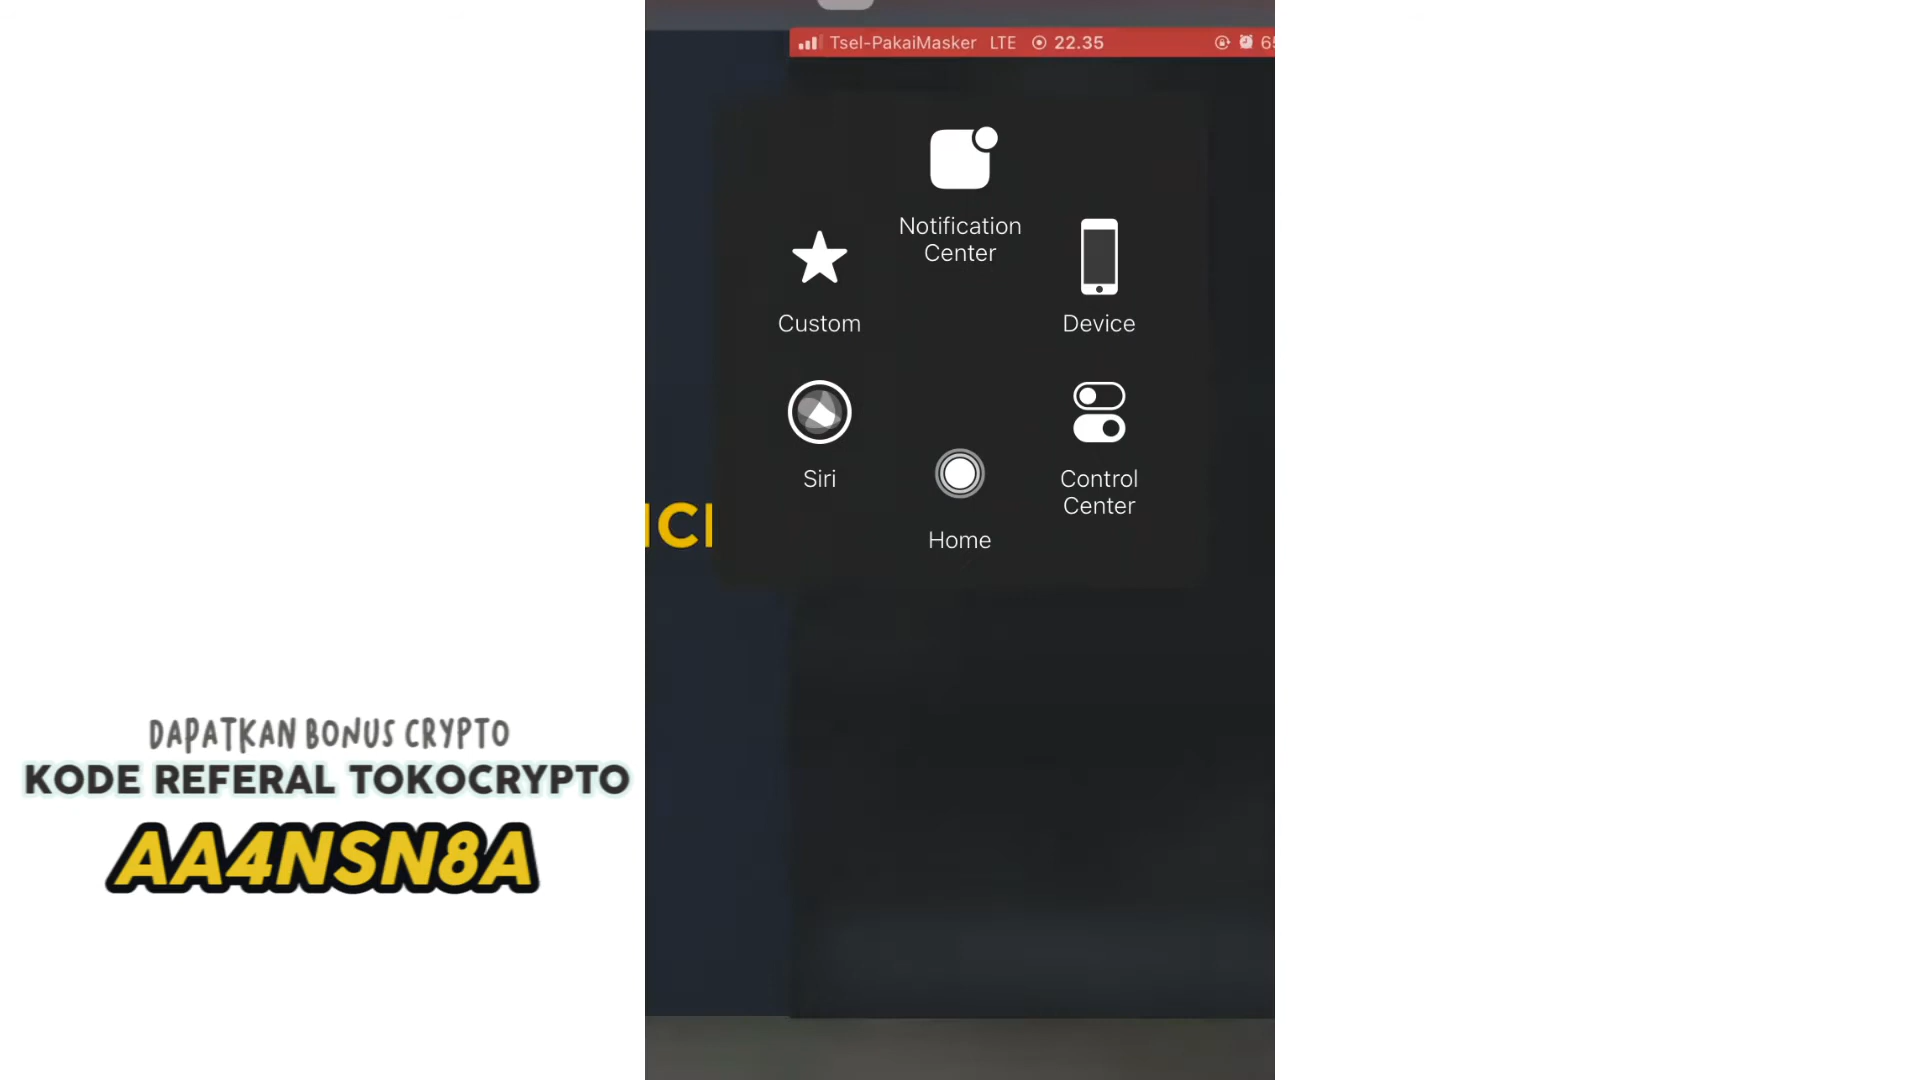 Tsel-PakaiMasker LTE 22.35
Notification
Center
Custom
Device
Siri
Control
Center
Home
DAPATKAN BONUS CRYPTO
KODE REFERAL TOKOCRYPTO
AA4NSN8A